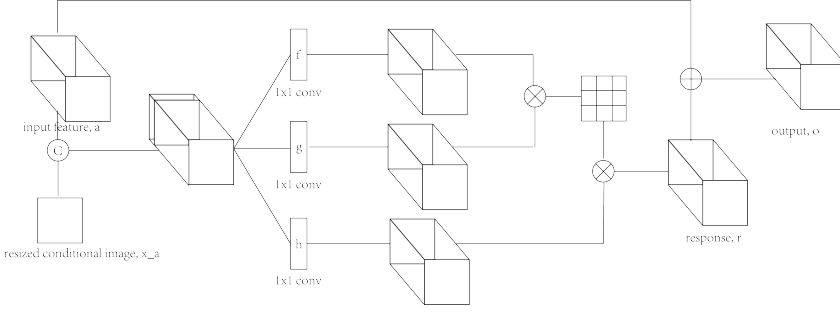 f
1x1 conv
input feature, a
output, o
g
C
1x1 conv
response, r
h
resized conditional image, x_a
1x1 conv